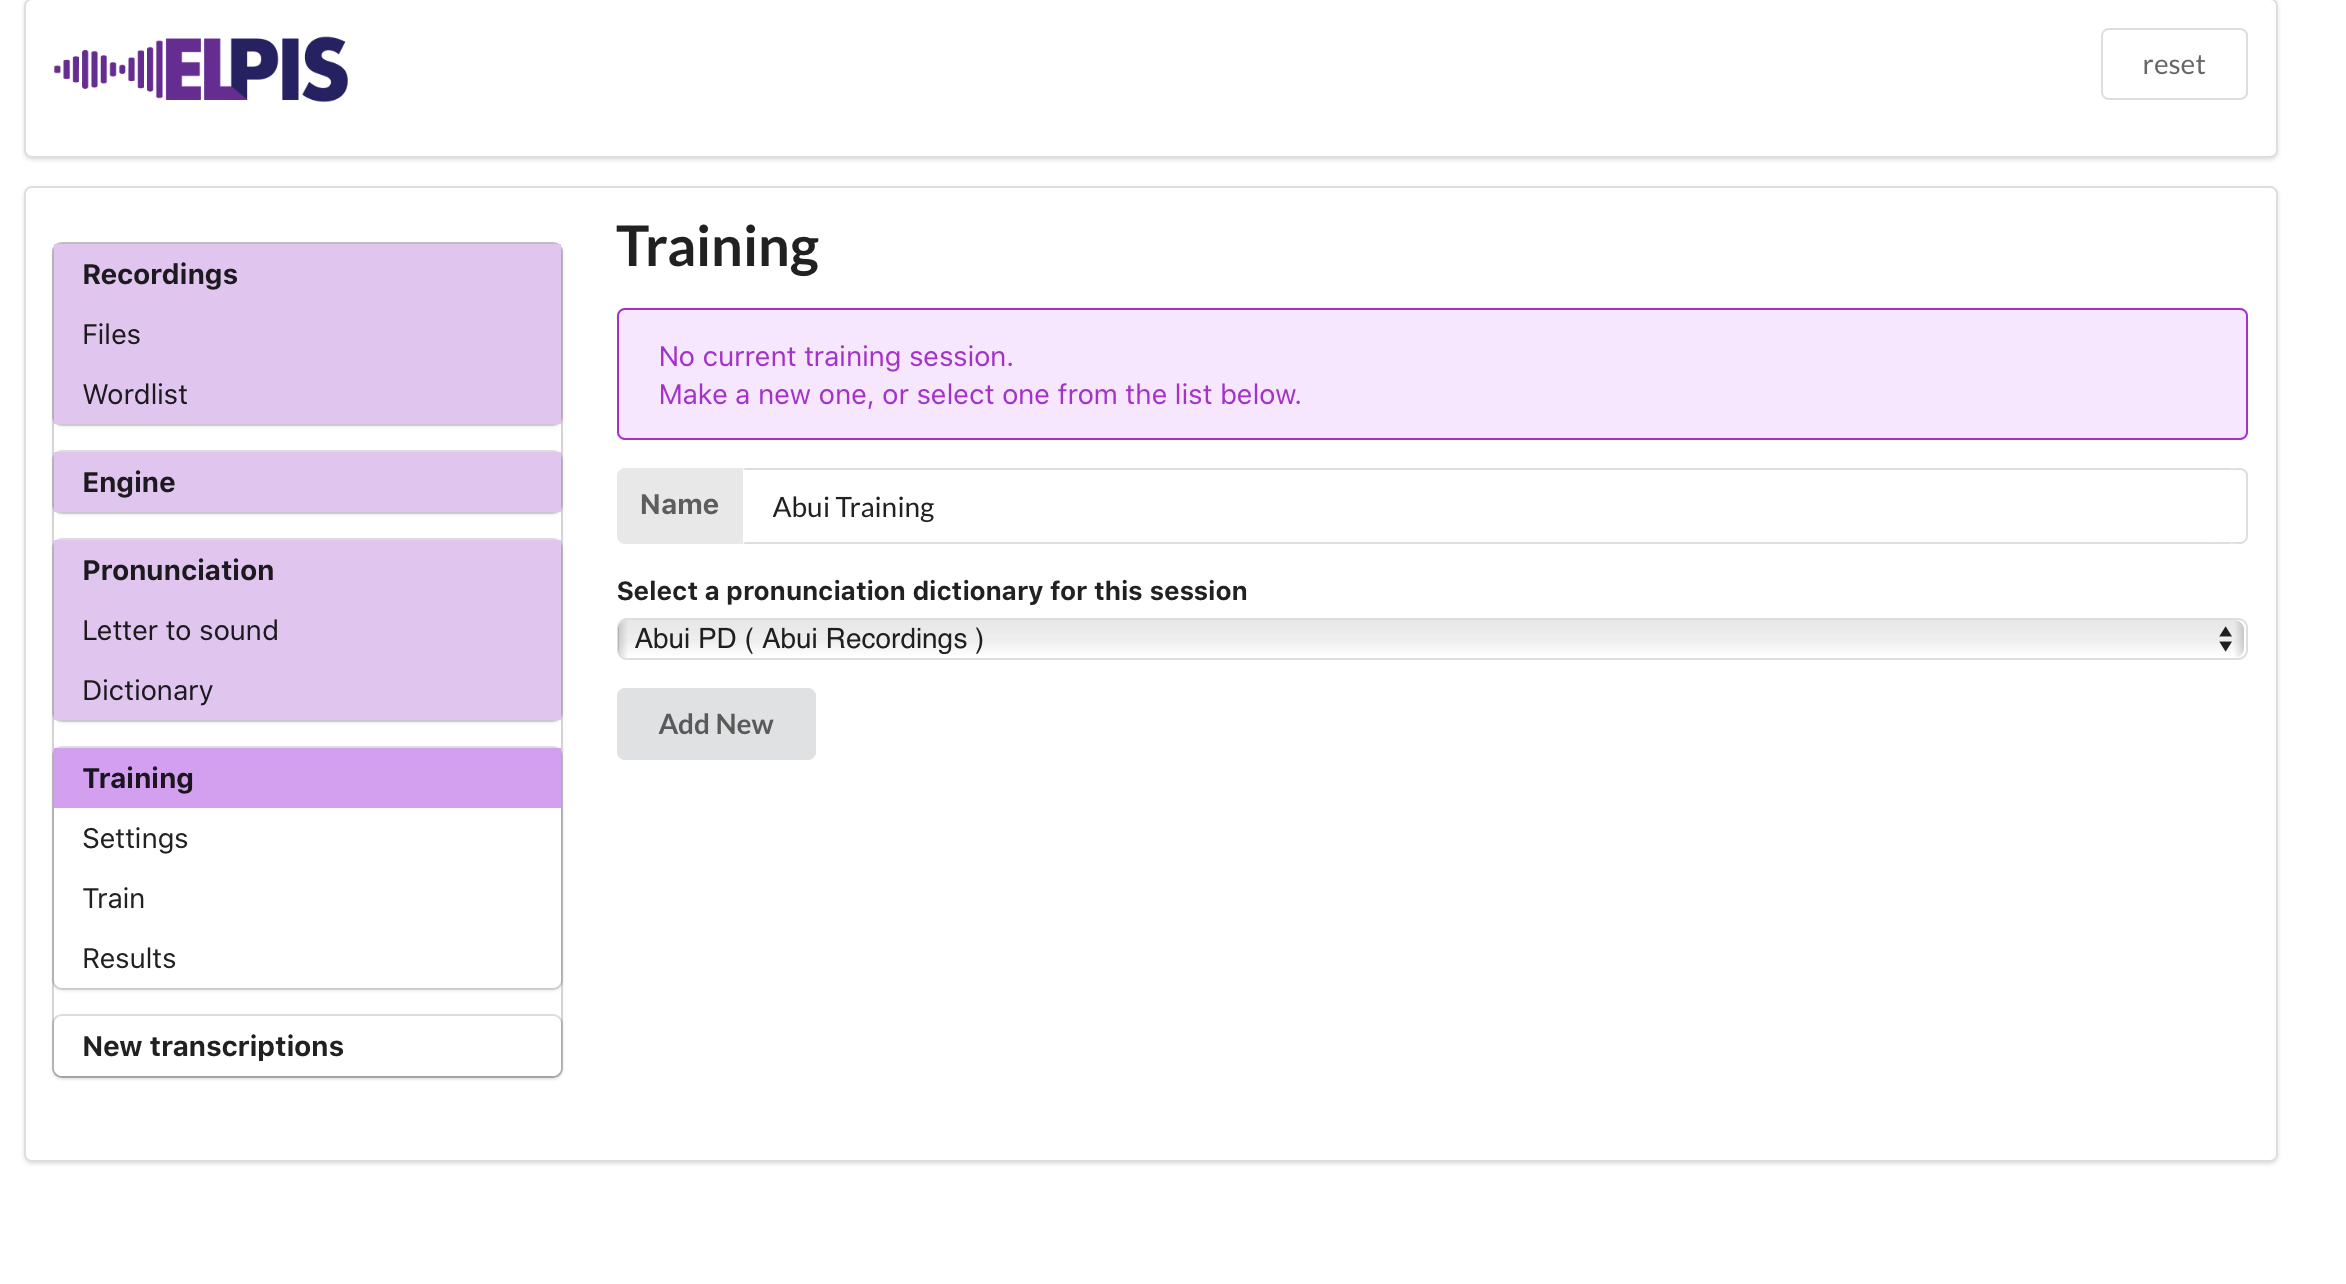 ELPIS
reset
Recordings
Files
Wordlist
Engine
Pronunciation
Letter to sound
Dictionary
Training
Settings
Train
Results
New transcriptions
Training
No current training session.
Make a new one, or select one from the list below.
Name Abui Training
Select a pronunciation dictionary for this session
Abui PD ( Abui Recordings )
Add New